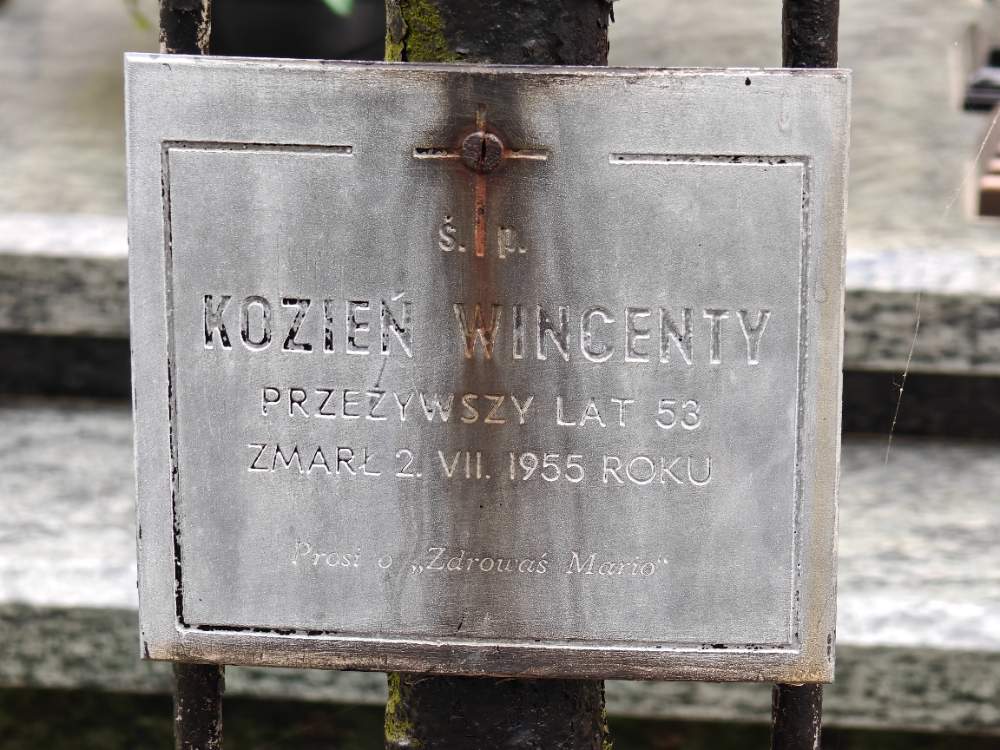 ś. p.
KOZIEŃ WINCENTY
PRZEŻYWSZY LAT 53
ZMARŁ 2. VII. 1955 ROKU
Prosi o „Zdrowaś Mario"